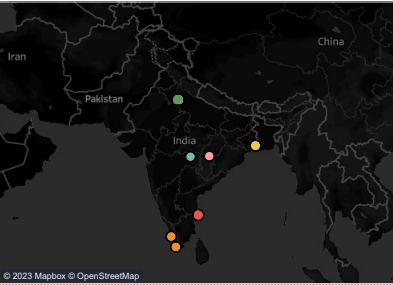 China
Iran
Pakistan
India
© 2023 Mapbox © OpenStreetMap